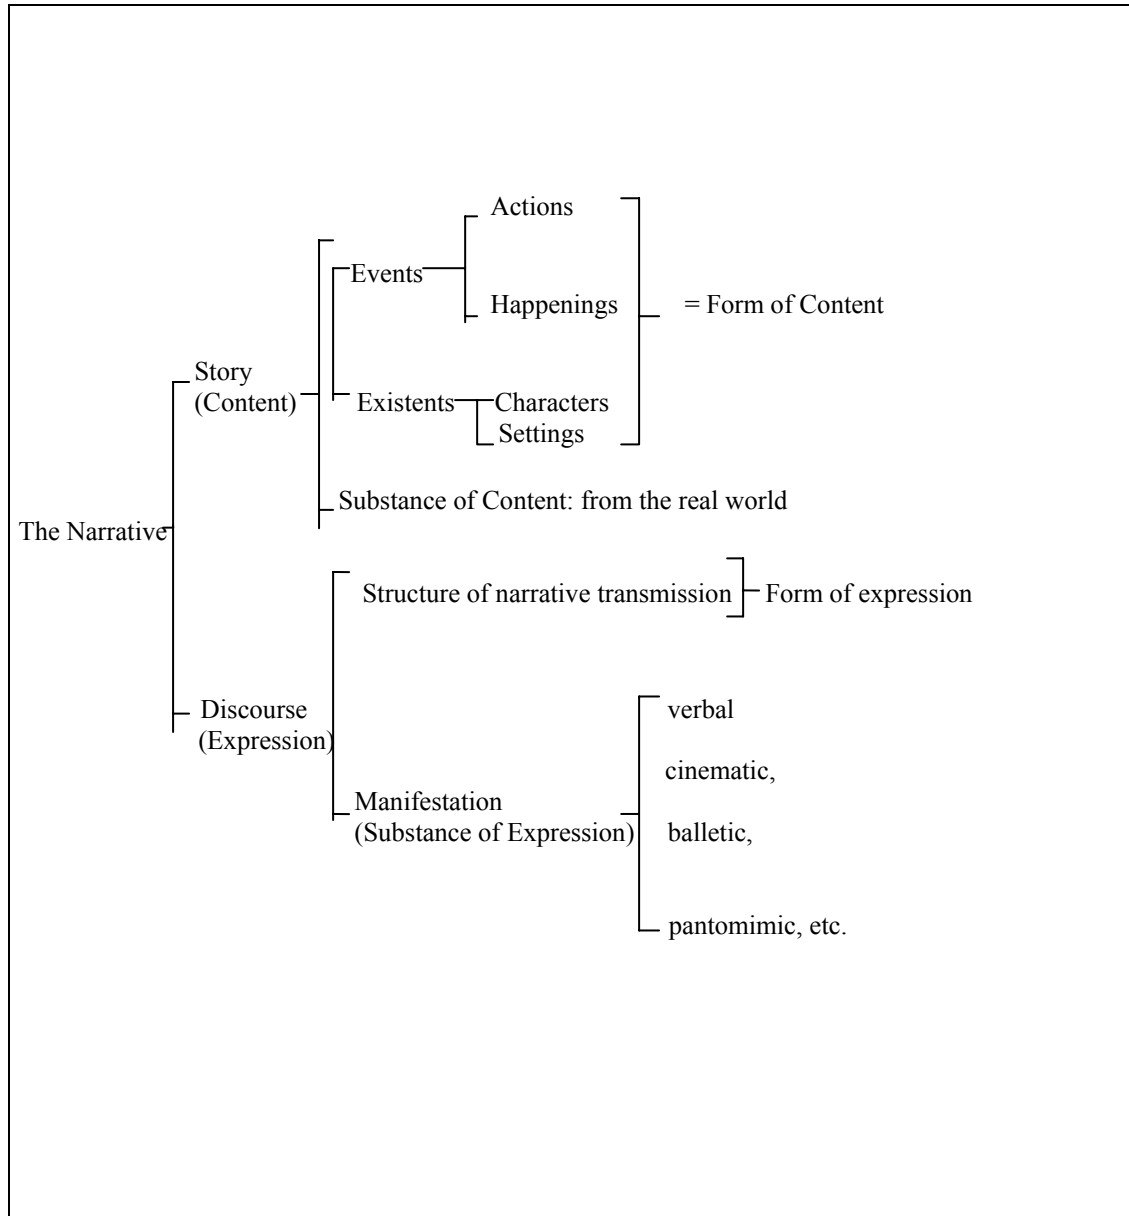 Actions
Events
Happenings
= Form of Content
Story
(Content)
Existents
Characters
Settings
Substance of Content: from the real world
The Narrative
Structure of narrative transmission
Form of expression
Discourse
(Expression)
verbal
cinematic,
Manifestation
(Substance of Expression)
balletic,
pantomimic, etc.